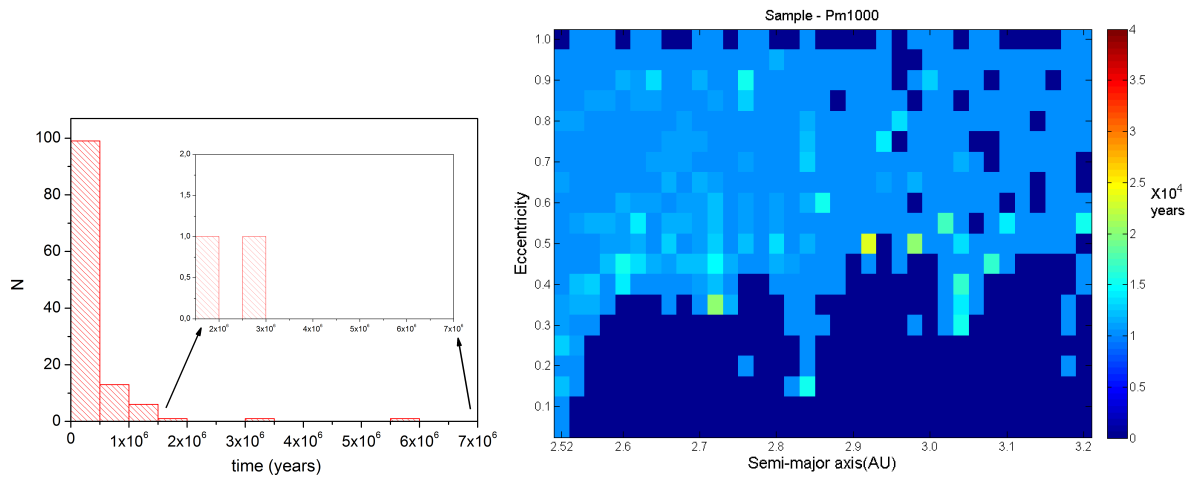 100
80
60
40
20
0
N
0
1x10⁶
2x10⁶
3x10⁶
4x10⁶
5x10⁶
6x10⁶
7x10⁶
time (years)
2,0
1,5
1,0
0,5
0,0
2x10⁶
3x10⁶
4x10⁶
5x10⁶
6x10⁶
7x10⁶
Sample - Pm1000
1.0
0.9
0.8
0.7
0.6
0.5
0.4
0.3
0.2
0.1
Ecccentricity
2.52
2.6
2.7
2.8
2.9
3.0
3.1
3.2
Semi-major axis(AU)
4
3.5
3
2.5
2
1.5
1
0.5
0
X10⁴
years